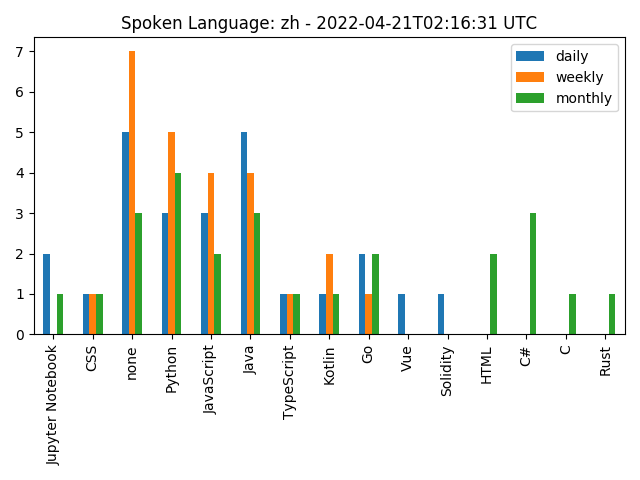 Spoken Language: zh - 2022-04-21T02:16:31 UTC
daily
weekly
monthly
7
6
5
4
3
2
1
0
Jupyter Notebook
CSS
none
Python
JavaScript
Java
TypeScript
Kotlin
Go
Vue
Solidity
HTML
C#
C
Rust